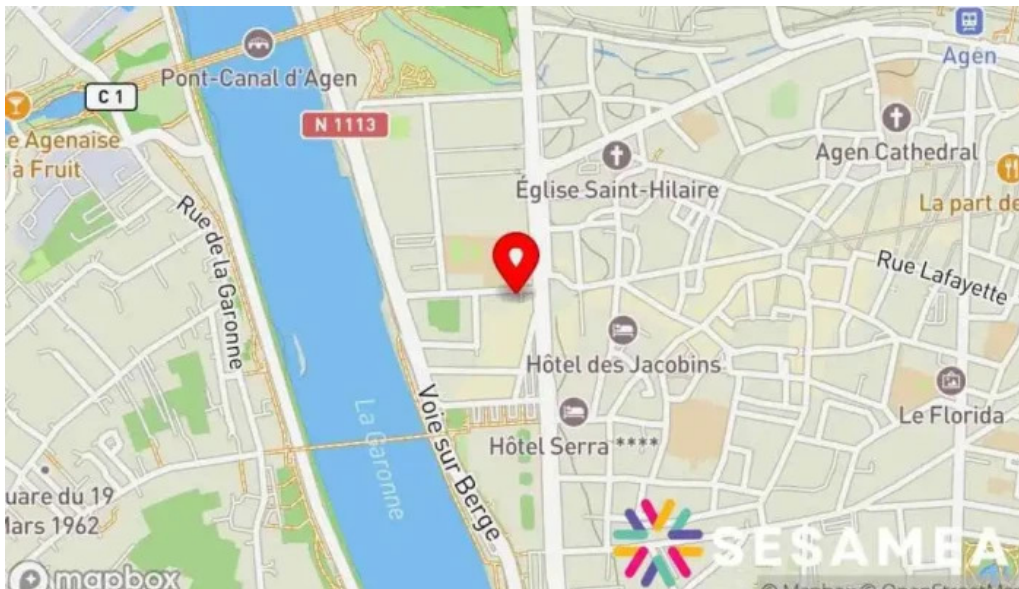 Agen
Pont-Canal d'Agen
C 1
N 1113
e Agenaise
à Fruit
Agen Cathedral
Église Saint-Hilaire
La part de
Rue de la Garonne
Rue Lafayette
Hôtel des Jacobins
Le Florida
La Garonne
Voie sur Berge
Hôtel Serra ****
uare du 19
Mars 1962
SESAMEA
mapbox
© Mapbox © OpenStreetMap